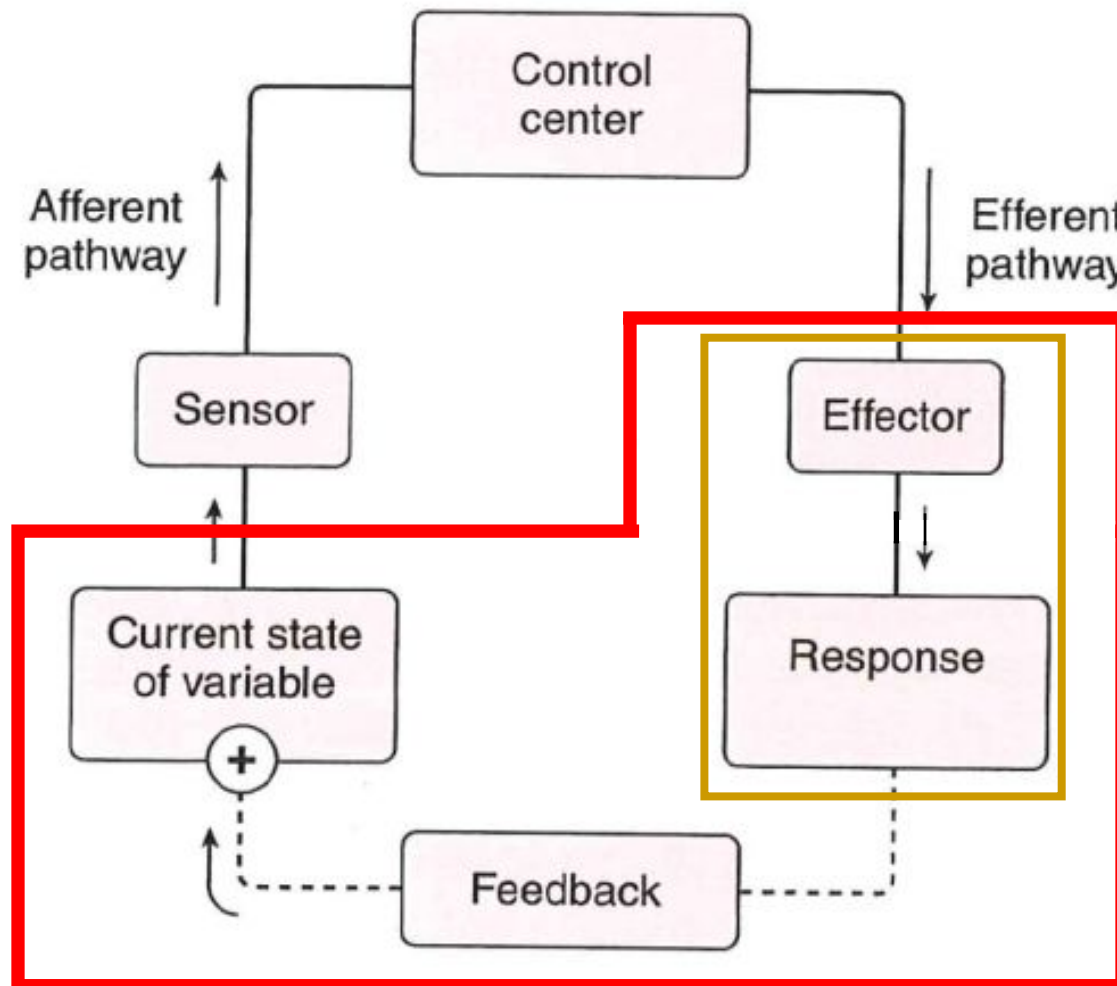 Control
center
Afferent
pathway
Efferent
pathway
Sensor
Effector
Current state
of variable
+
Response
Feedback